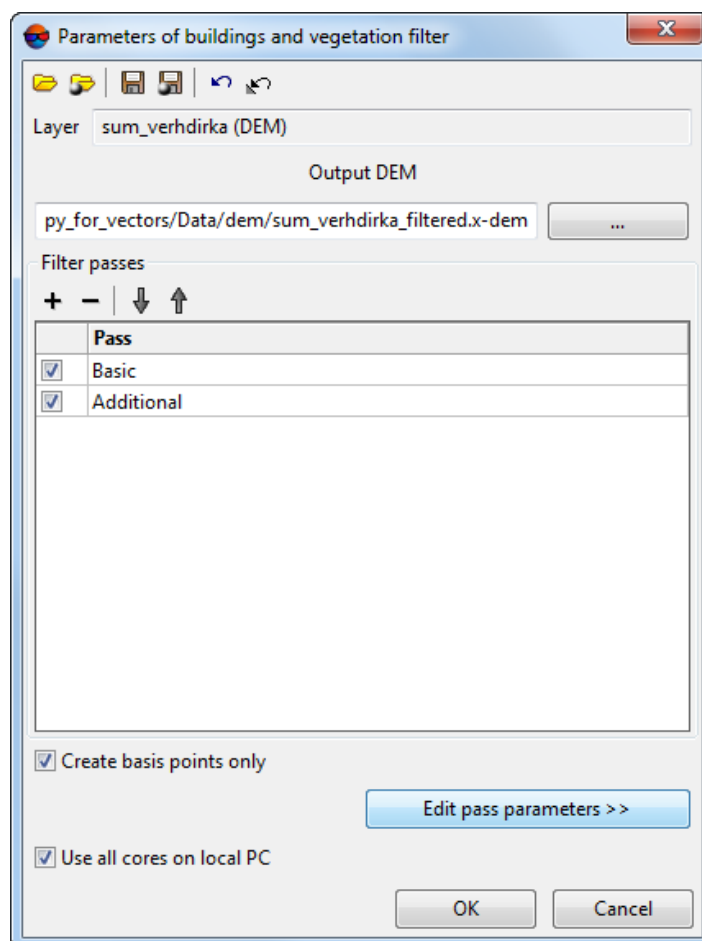 Parameters of buildings and vegetation filter
Layer sum_verhdirka (DEM)
Output DEM
py_for_vectors/Data/dem/sum_verhdirka_filtered.x-dem ...
Filter passes
Pass
Basic
Additional
Create basis points only
Edit pass parameters >>
Use all cores on local PC
OK Cancel